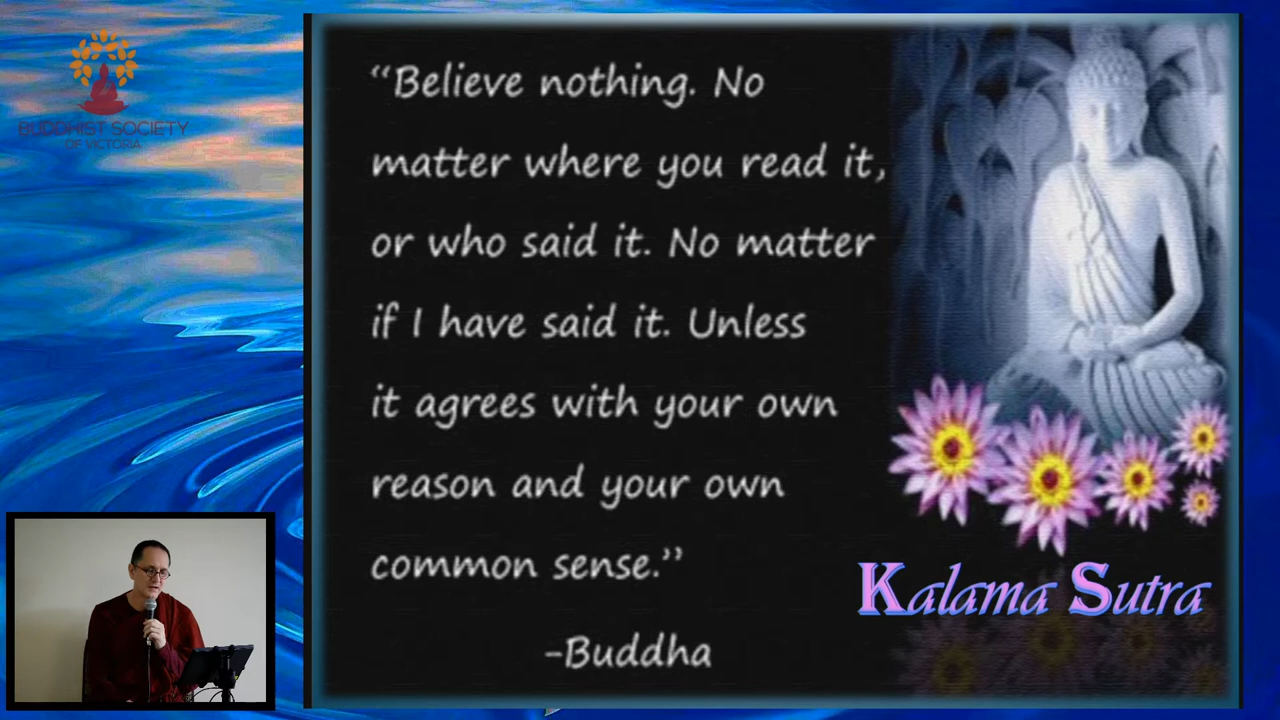 BUDDHIST SOCIETY
OF VICTORIA
“Believe nothing. No
matter where you read it,
or who said it. No matter
if I have said it. Unless
it agrees with your own
reason and your own
common sense.”
-Buddha
Kalama Sutra